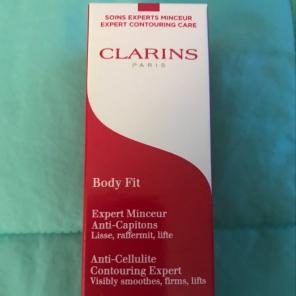 SOINS EXPERTS MINCEUR
EXPERT CONTOURING CARE
CLARINS
PARIS
Body Fit
Expert Minceur
Anti-Capitons
Lisse, raffermit, lifte
Anti-Cellulite
Contouring Expert
Visibly smoothes, firms, lifts